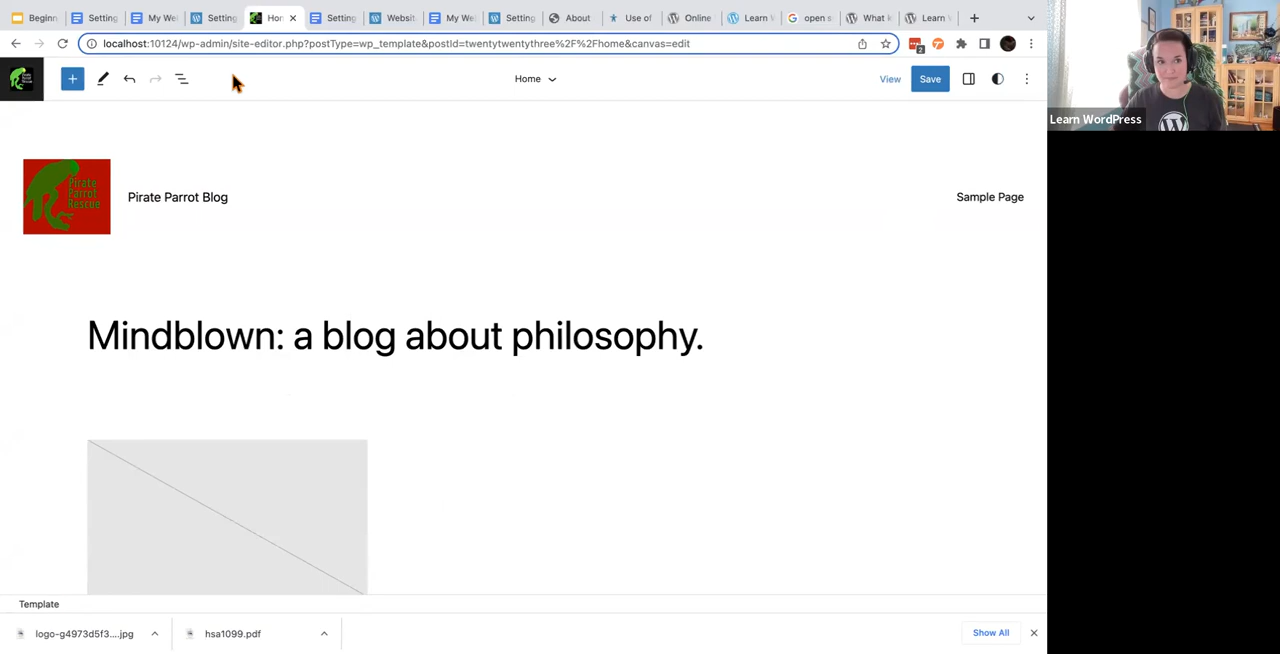 Beginn
Setting
My We
Setting
Hor
Setting
Websit
My We
Setting
About
Use of
Online
Learn V
open s
What i
Learn V
localhost:10124/wp-admin/site-editor.php?postType=wp_template&postId=twentytwentythree%2F%2Fhome&canvas=edit
2
Home
View
Save
Learn WordPress
Pirate
Parrot
Rescue
Pirate Parrot Blog
Sample Page
Mindblown: a blog about philosophy.
Template
logo-g4973d5f3....jpg
hsa1099.pdf
Show All